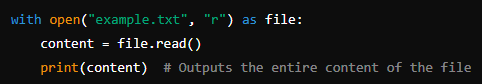 with open("example.txt", "r") as file:
    content = file.read()
    print(content)  # Outputs the entire content of the file